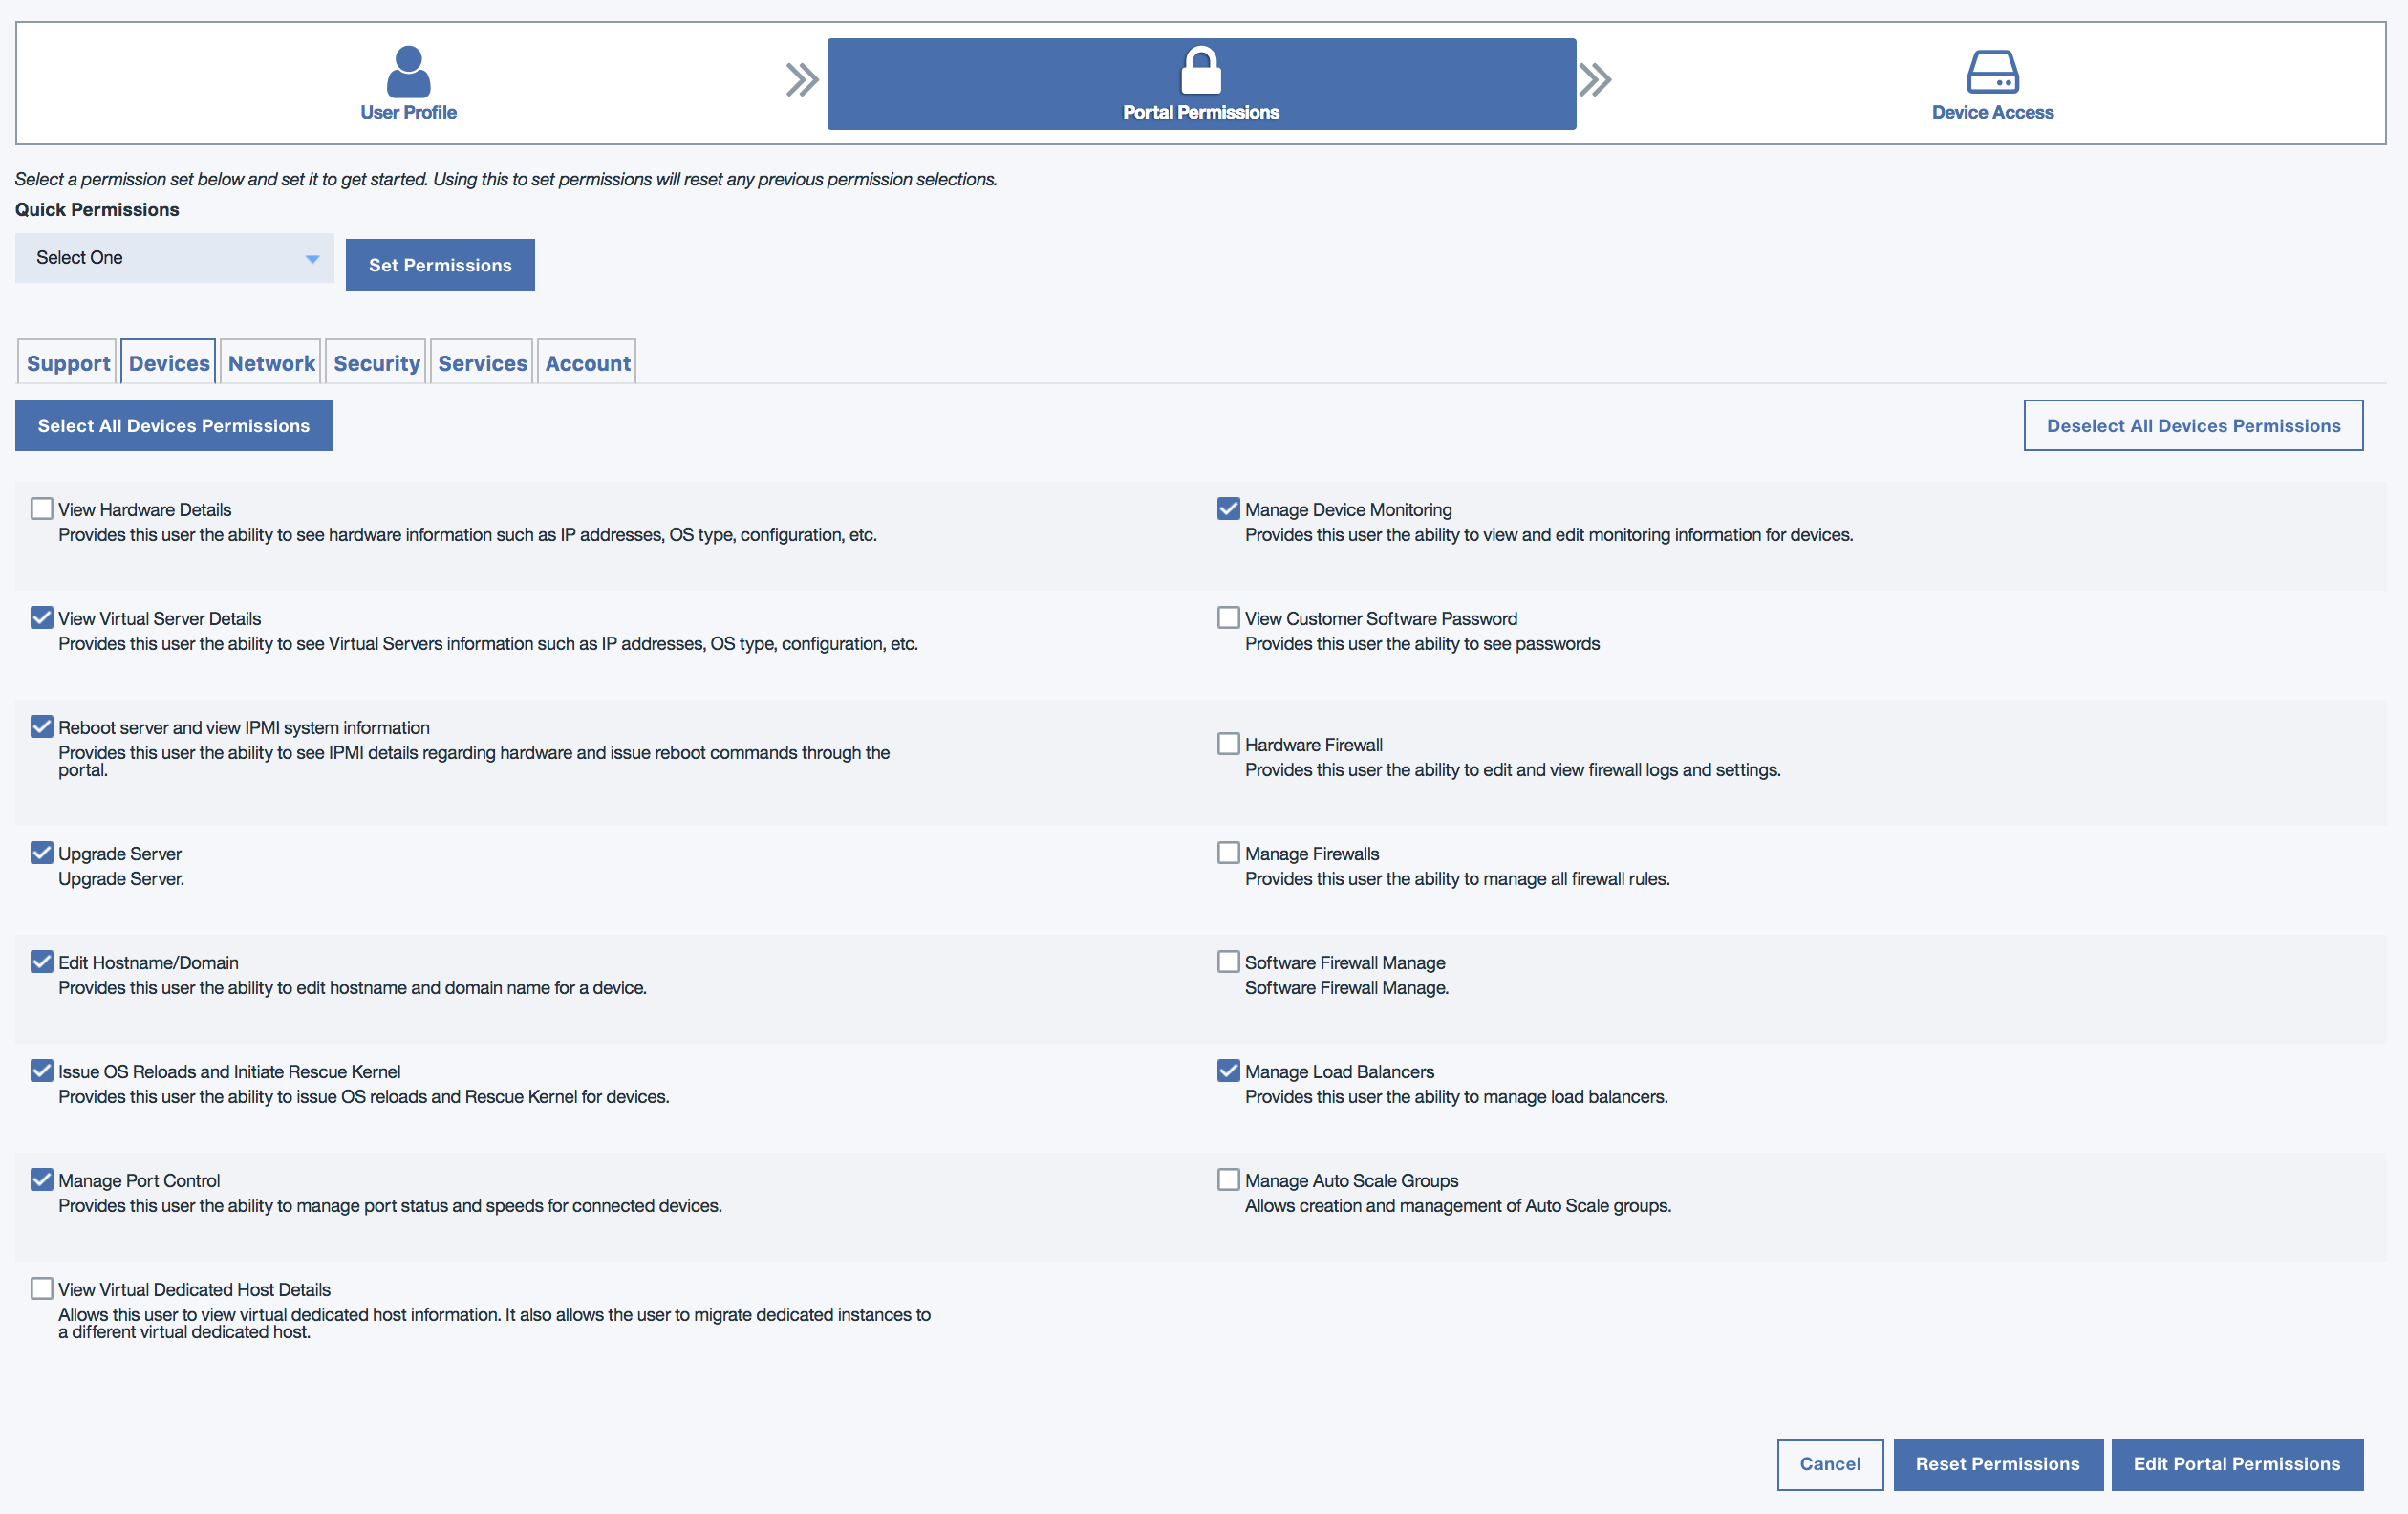 User Profile
Portal Permissions
Device Access
Select a permission set below and set it to get started. Using this to set permissions will reset any previous permission selections.
Quick Permissions
Select One
Set Permissions
Support
Devices
Network
Security
Services
Account
Select All Devices Permissions
Deselect All Devices Permissions
View Hardware Details
Provides this user the ability to see hardware information such as IP addresses, OS type, configuration, etc.
Manage Device Monitoring
Provides this user the ability to view and edit monitoring information for devices.
View Virtual Server Details
Provides this user the ability to see Virtual Servers information such as IP addresses, OS type, configuration, etc.
View Customer Software Password
Provides this user the ability to see passwords
Reboot server and view IPMI system information
Provides this user the ability to see IPMI details regarding hardware and issue reboot commands through the
portal.
Hardware Firewall
Provides this user the ability to edit and view firewall logs and settings.
Upgrade Server
Upgrade Server.
Manage Firewalls
Provides this user the ability to manage all firewall rules.
Edit Hostname/Domain
Provides this user the ability to edit hostname and domain name for a device.
Software Firewall Manage
Software Firewall Manage.
Issue OS Reloads and Initiate Rescue Kernel
Provides this user the ability to issue OS reloads and Rescue Kernel for devices.
Manage Load Balancers
Provides this user the ability to manage load balancers.
Manage Port Control
Provides this user the ability to manage port status and speeds for connected devices.
Manage Auto Scale Groups
Allows creation and management of Auto Scale groups.
View Virtual Dedicated Host Details
Allows this user to view virtual dedicated host information. It also allows the user to migrate dedicated instances to
a different virtual dedicated host.
Cancel
Reset Permissions
Edit Portal Permissions